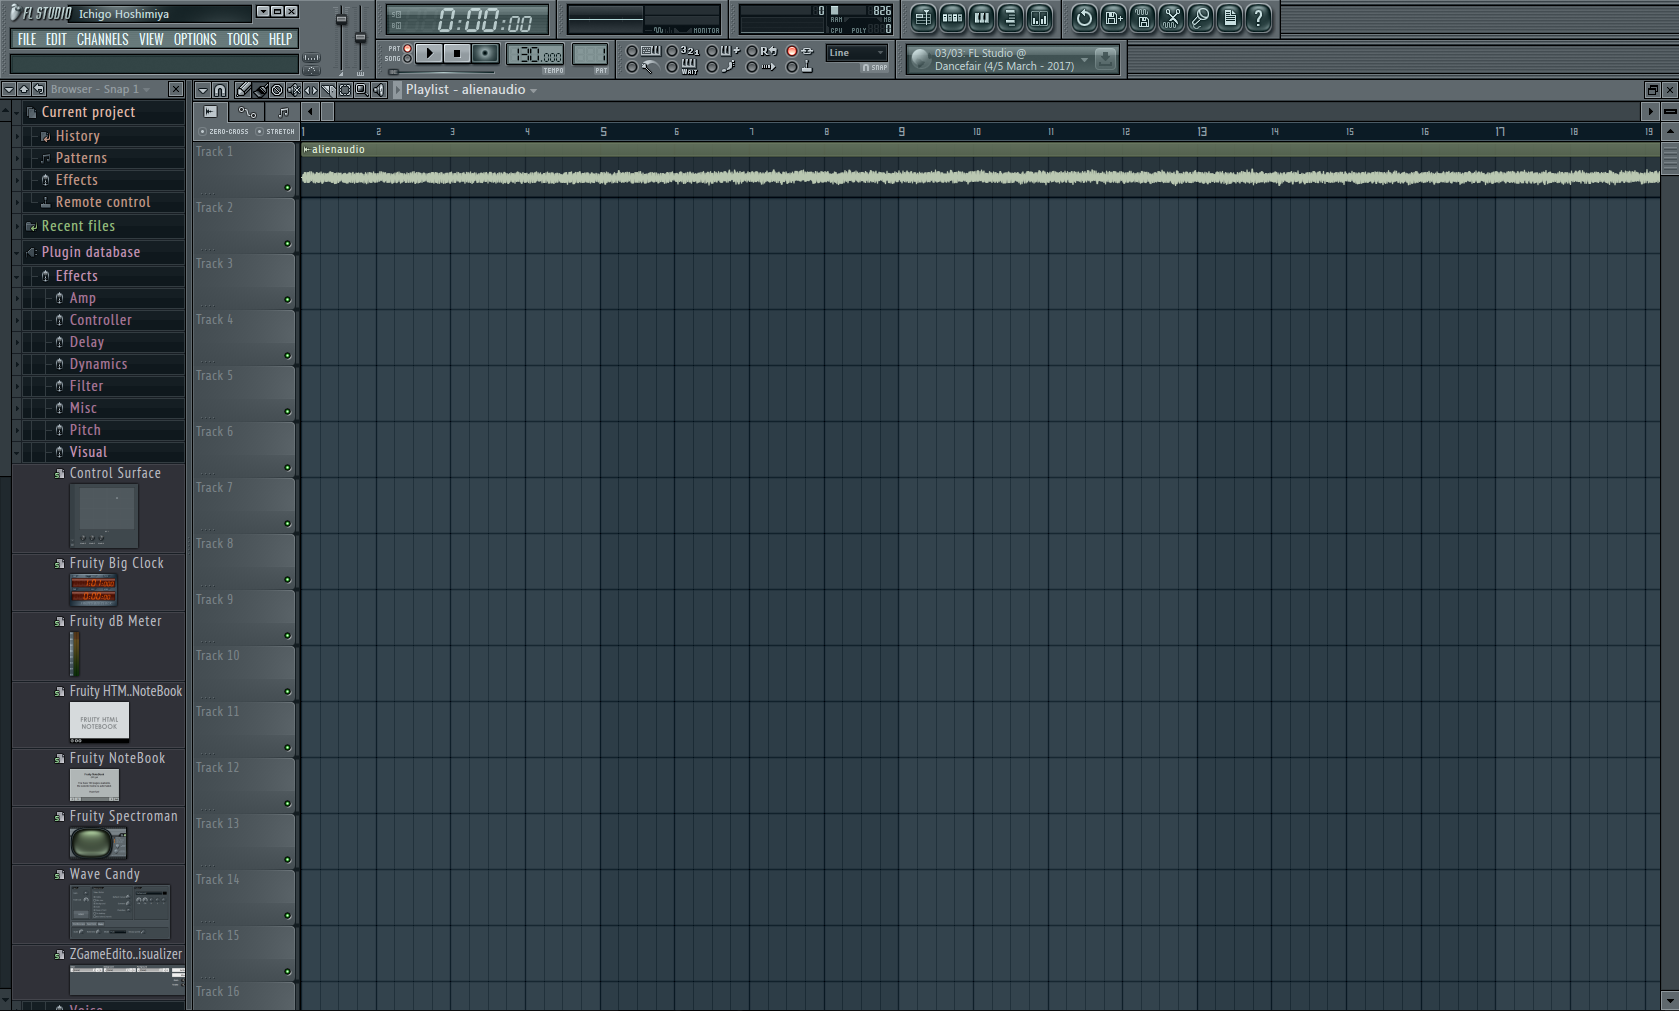 FL STUDIO
Ichigo Hoshimiya
FILE EDIT CHANNELS VIEW OPTIONS TOOLS HELP
0:00:00
MONITOR
0
826
RAM
MB
CPU
POLY
0
PAT
SONG
130.000
TEMPO
PAT
321
WAIT
Line
SNAP
03/03: FL Studio @
Dancefair (4/5 March - 2017)
Browser - Snap 1
Playlist - alienaudio
Current project
History
Patterns
Effects
Remote control
Recent files
Plugin database
Effects
Amp
Controller
Delay
Dynamics
Filter
Misc
Pitch
Visual
Control Surface
Fruity Big Clock
Fruity dB Meter
Fruity HTM..NoteBook
FRUITY HTML
NOTEBOOK
Fruity NoteBook
Fruity Spectroman
Wave Candy
ZGameEdito..isualizer
Voice
ZERO-CROSS STRETCH
1 2 3 4 5 6 7 8 9 10 11 12 13 14 15 16 17 18 19
alienaudio
Track 1
Track 2
Track 3
Track 4
Track 5
Track 6
Track 7
Track 8
Track 9
Track 10
Track 11
Track 12
Track 13
Track 14
Track 15
Track 16